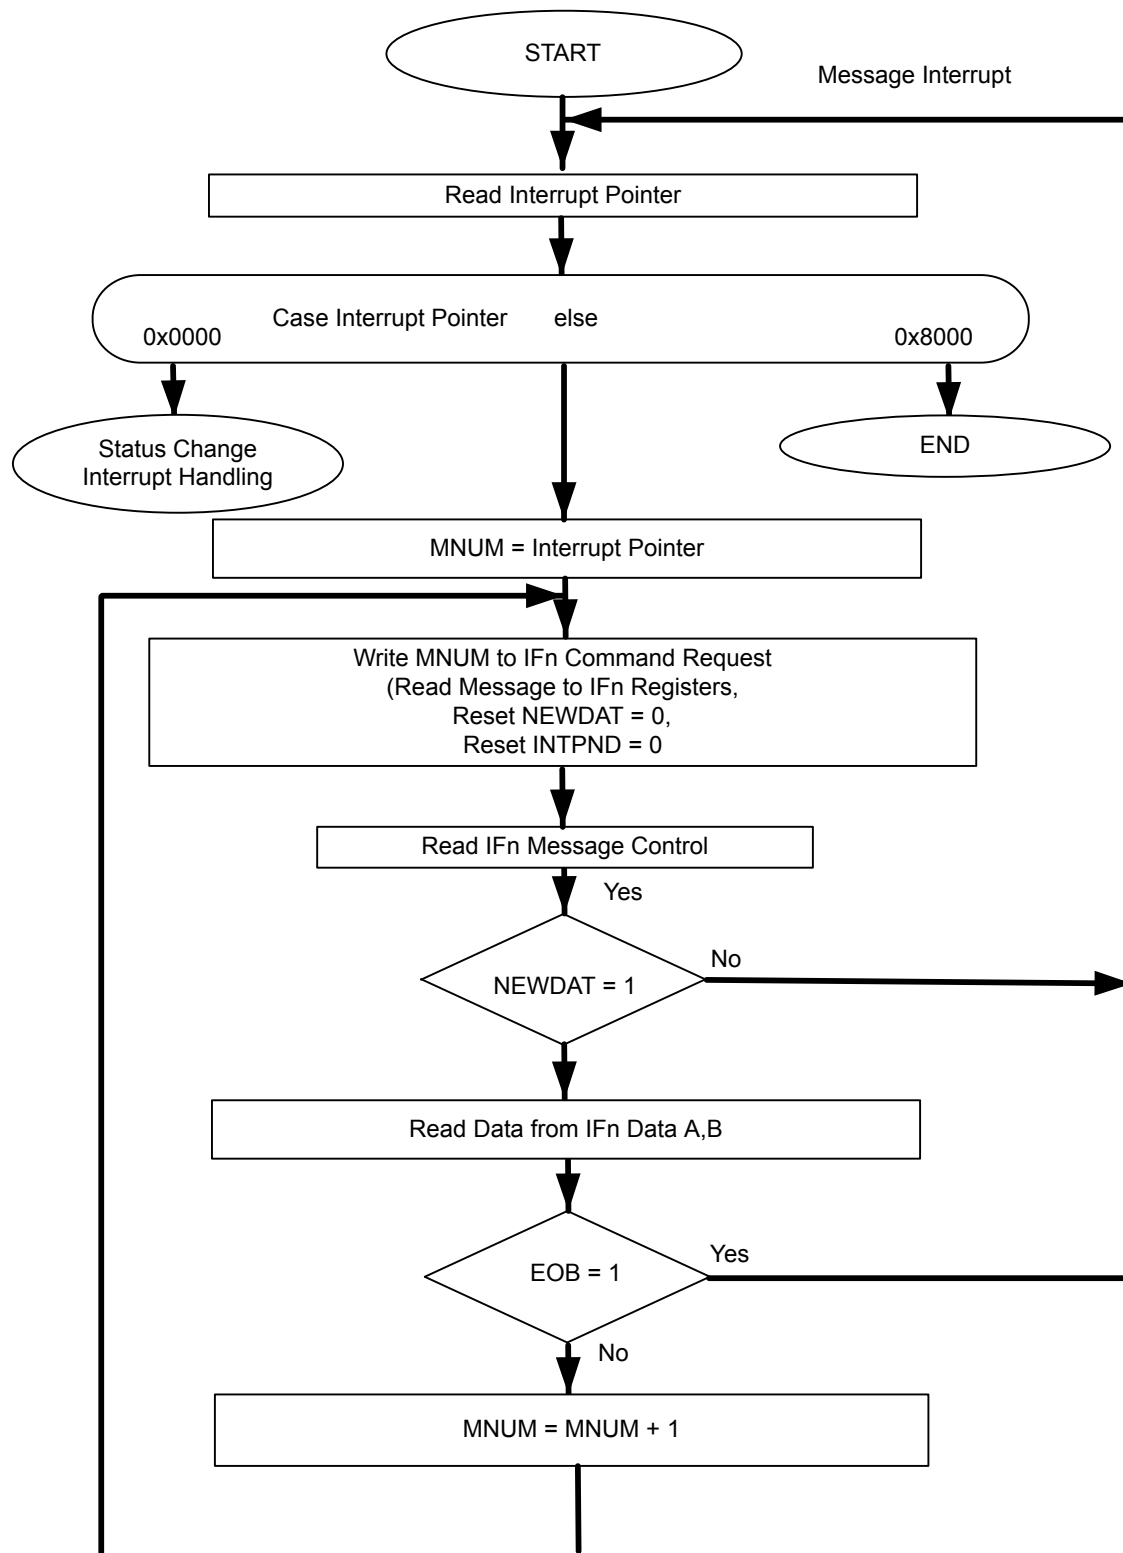 START
Message Interrupt
Read Interrupt Pointer
Case Interrupt Pointer else
0x0000 0x8000
Status Change
Interrupt Handling
END
MNUM = Interrupt Pointer
Write MNUM to IFn Command Request
(Read Message to IFn Registers,
Reset NEWDAT = 0,
Reset INTPND = 0
Read IFn Message Control
Yes
No
NEWDAT = 1
Read Data from IFn Data A,B
Yes
EOB = 1
No
MNUM = MNUM + 1